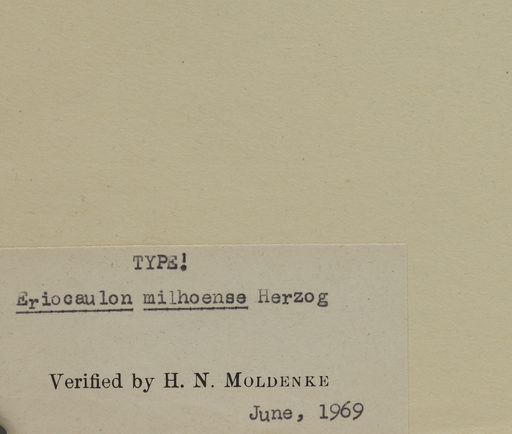 TYPE!
Eriocaulon milhoense Herzog
Verified by H. N. MOLDENKE
June, 1969